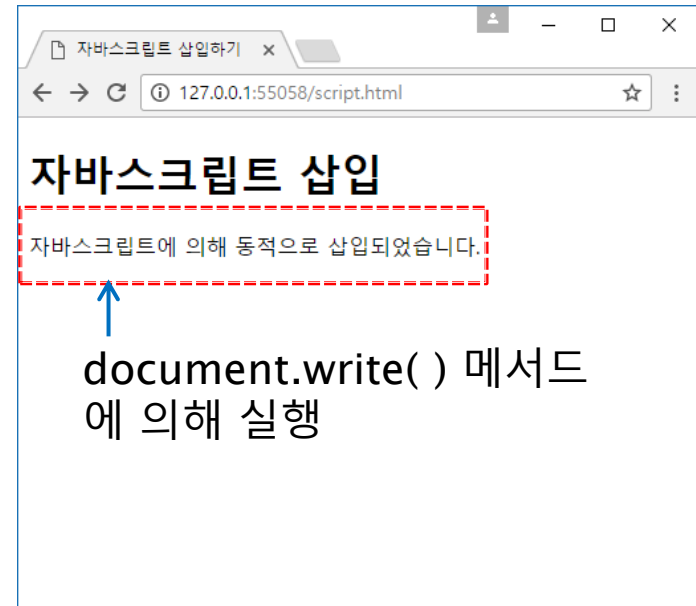 자바스크립트 삽입하기
127.0.0.1:55058/script.html
자바스크립트 삽입
자바스크립트에 의해 동적으로 삽입되었습니다.
document.write( ) 메서드
에 의해 실행